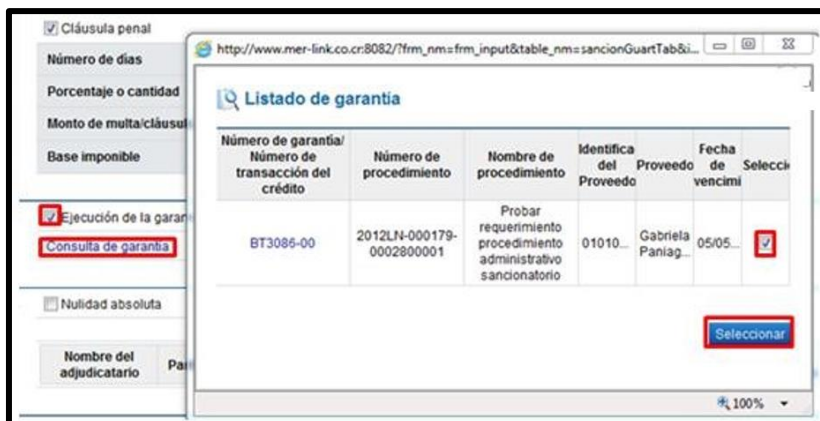 Cláusula penal
Número de días
Porcentaje o cantidad
Monto de multa/cláusul
Base imponible
Ejecución de la garan
Consulta de garantía
Nulidad absoluta
Nombre del
adjudicatario
Pa
http://www.mer-link.co.cr:8082/?frm_nm=frm_input&table_nm=sancionGuartTab&i...
Listado de garantía
Número de garantía/
Número de
transacción del
crédito
Número de
procedimiento
Nombre de
procedimiento
Identifica
del
Proveedo
Proveedo
Fecha
de
vencimi
Selecci
BT3086-00
2012LN-000179-
0002800001
Probar
requerimiento
procedimiento
administrativo
sancionatorio
01010...
Gabriela
Paniag...
05/05...
Seleccionar
100%